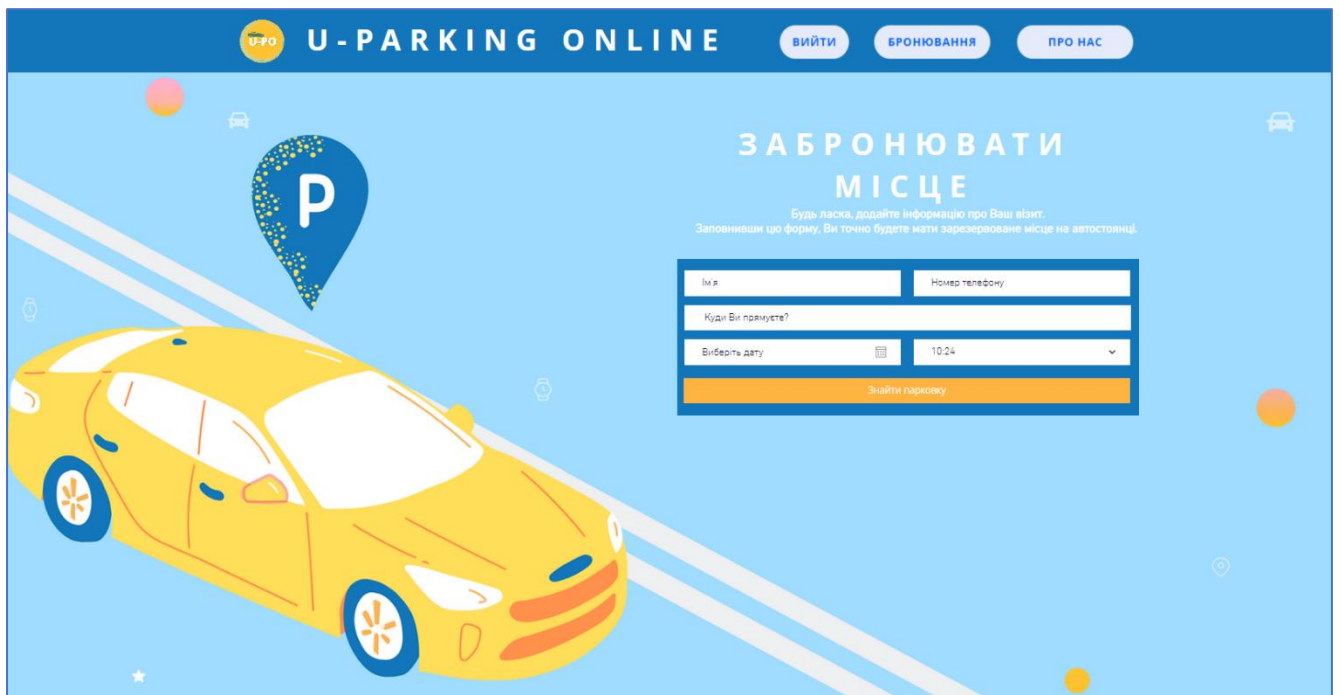 U-PO
U-PARKING ONLINE
ВИЙТИ
БРОНЮВАННЯ
ПРО НАС
P
ЗАБРОНЮВАТИ
МІСЦЕ
Будь ласка, додайте інформацію про Ваш візит.
Заповнивши цю форму, Ви точно будете мати зарезервоване місце на автостоянці.
Ім'я
Номер телефону
Куди Ви прямуєте?
Виберіть дату
10:24
Знайти парковку